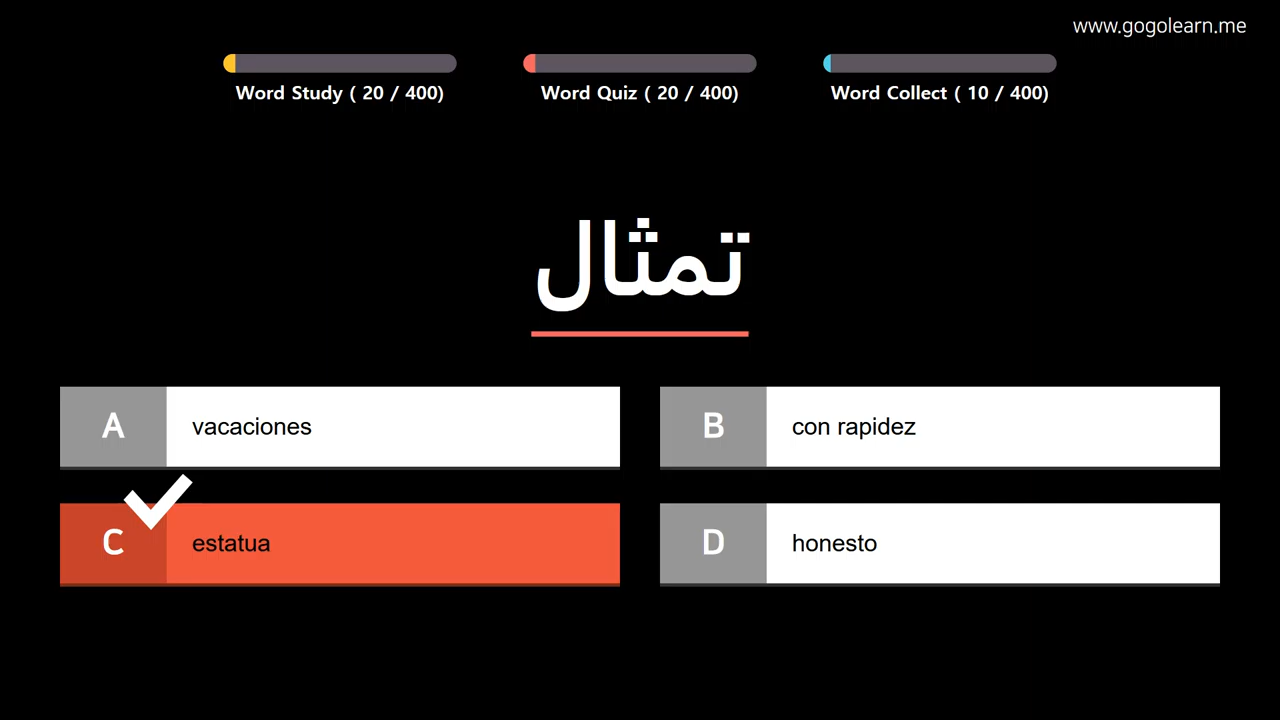 www.gogolearn.me
Word Study ( 20 / 400)
Word Quiz ( 20 / 400)
Word Collect ( 10 / 400)
تمثال
A vacaciones
B con rapidez
C estatua
D honesto